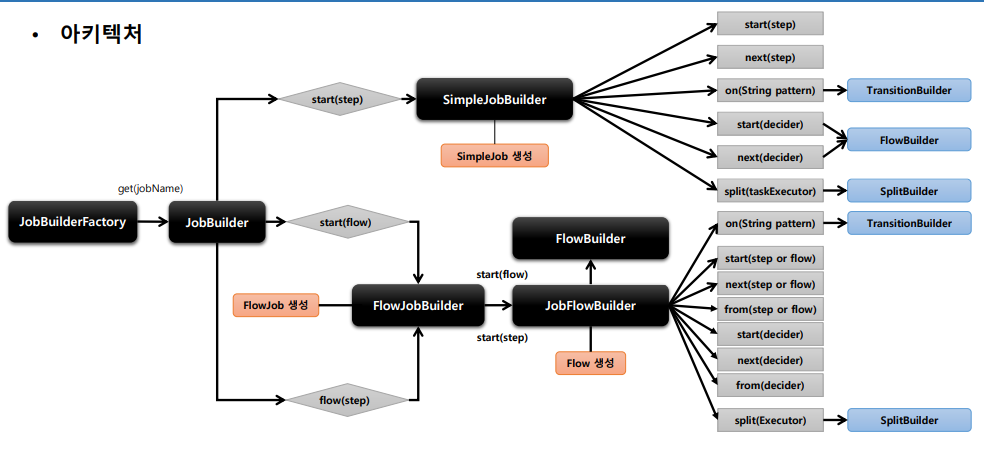 • 아키텍처
start(step)
next(step)
on(String pattern)
TransitionBuilder
start(decider)
FlowBuilder
next(decider)
split(taskExecutor)
SplitBuilder
start(step)
SimpleJobBuilder
SimpleJob 생성
get(jobName)
JobBuilderFactory
JobBuilder
start(flow)
FlowJob 생성
FlowJobBuilder
flow(step)
FlowBuilder
start(flow)
JobFlowBuilder
start(step)
Flow 생성
on(String pattern)
TransitionBuilder
start(step or flow)
next(step or flow)
from(step or flow)
start(decider)
next(decider)
from(decider)
split(Executor)
SplitBuilder